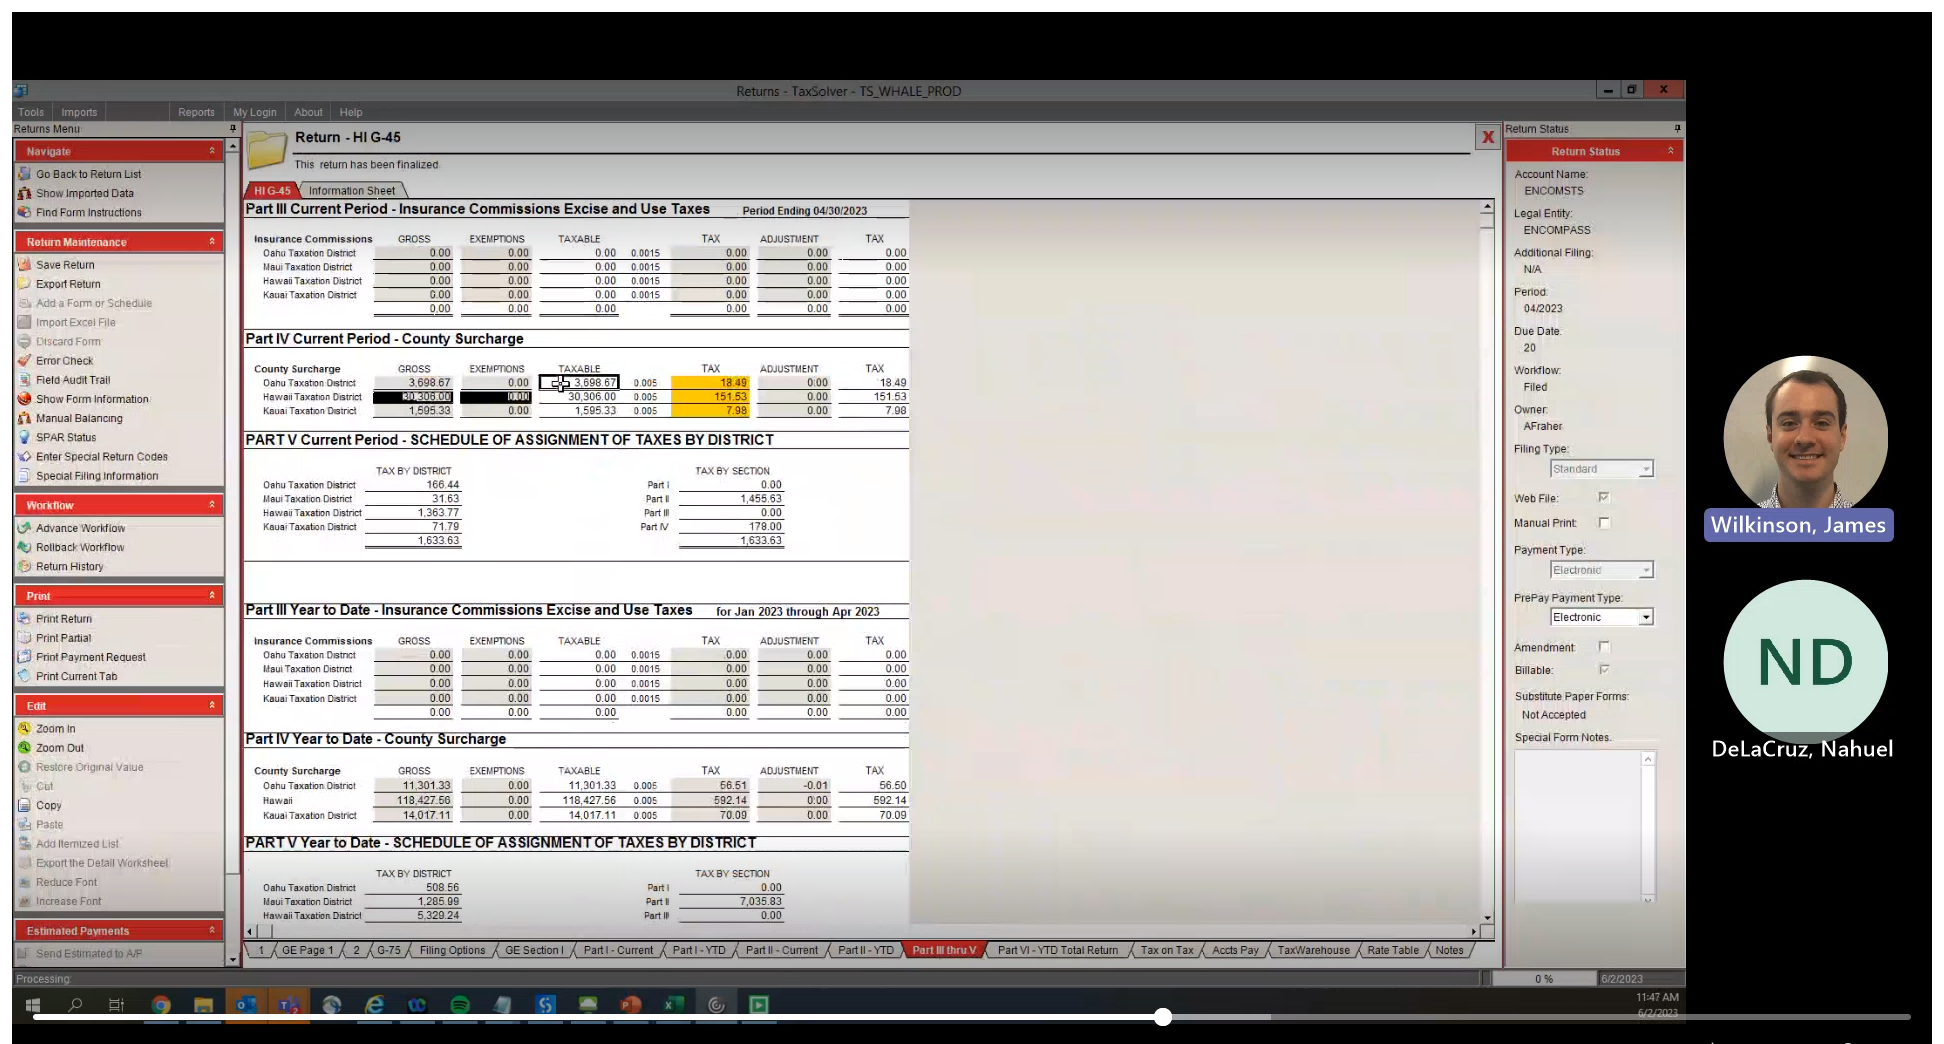 Returns - TaxSolver - TS_WHALE_PROD
Tools Imports Reports My Login About Help
Returns Menu
Navigate
Go Back to Return List
Show Imported Data
Find Form Instructions
Return Maintenance
Save Return
Export Return
Add a Form or Schedule
Import Excel File
Discard Form
Error Check
Field Audit Trail
Show Form Information
Manual Balancing
SPAR Status
Enter Special Return Codes
Special Filing Information
Workflow
Advance Workflow
Rollback Workflow
Return History
Print
Print Return
Print Partial
Print Payment Request
Print Current Tab
Edit
Zoom In
Zoom Out
Restore Original Value
Cut
Copy
Paste
Add Itemized List
Export the Detail Worksheet
Reduce Font
Increase Font
Estimated Payments
Send Estimated to A/P
Processing:
Return - HI G-45
This return has been finalized
HI G-45 Information Sheet
Part III Current Period - Insurance Commissions Excise and Use Taxes Period Ending 04/30/2023
Insurance Commissions GROSS EXEMPTIONS TAXABLE TAX ADJUSTMENT TAX
Oahu Taxation District 0.00 0.00 0.00 0.0015 0.00 0.00 0.00
Maui Taxation District 0.00 0.00 0.00 0.0015 0.00 0.00 0.00
Hawaii Taxation District 0.00 0.00 0.00 0.0015 0.00 0.00 0.00
Kauai Taxation District 0.00 0.00 0.00 0.0015 0.00 0.00 0.00
0.00 0.00 0.00 0.00 0.00 0.00
Part IV Current Period - County Surcharge
County Surcharge GROSS EXEMPTIONS TAXABLE TAX ADJUSTMENT TAX
Oahu Taxation District 3,698.67 0.00 3,698.67 0.005 18.49 0.00 18.49
Hawaii Taxation District 30,306.00 0.00 30,306.00 0.005 151.53 0.00 151.53
Kauai Taxation District 1,595.33 0.00 1,595.33 0.005 7.98 0.00 7.98
PART V Current Period - SCHEDULE OF ASSIGNMENT OF TAXES BY DISTRICT
TAX BY DISTRICT TAX BY SECTION
Oahu Taxation District 166.44 Part I 0.00
Maui Taxation District 31.63 Part II 1,455.63
Hawaii Taxation District 1,363.77 Part III 0.00
Kauai Taxation District 71.79 Part IV 178.00
1,633.63 1,633.63
Part III Year to Date - Insurance Commissions Excise and Use Taxes for Jan 2023 through Apr 2023
Insurance Commissions GROSS EXEMPTIONS TAXABLE TAX ADJUSTMENT TAX
Oahu Taxation District 0.00 0.00 0.00 0.0015 0.00 0.00 0.00
Maui Taxation District 0.00 0.00 0.00 0.0015 0.00 0.00 0.00
Hawaii Taxation District 0.00 0.00 0.00 0.0015 0.00 0.00 0.00
Kauai Taxation District 0.00 0.00 0.00 0.0015 0.00 0.00 0.00
0.00 0.00 0.00 0.00 0.00 0.00
Part IV Year to Date - County Surcharge
County Surcharge GROSS EXEMPTIONS TAXABLE TAX ADJUSTMENT TAX
Oahu Taxation District 11,301.33 0.00 11,301.33 0.005 56.51 -0.01 56.50
Hawaii 118,427.56 0.00 118,427.56 0.005 592.14 0.00 592.14
Kauai Taxation District 14,017.11 0.00 14,017.11 0.005 70.09 0.00 70.09
PART V Year to Date - SCHEDULE OF ASSIGNMENT OF TAXES BY DISTRICT
TAX BY DISTRICT TAX BY SECTION
Oahu Taxation District 508.56 Part I 0.00
Maui Taxation District 1,285.99 Part II 7,035.83
Hawaii Taxation District 5,329.24 Part III 0.00
1 GE Page 1 2 G-75 Filing Options GE Section I Part I - Current Part I - YTD Part II - Current Part II - YTD Part III thru V Part VI - YTD Total Return Tax on Tax Accts Pay TaxWarehouse Rate Table Notes
Return Status
Return Status
Account Name:
ENCOMSTS
Legal Entity:
ENCOMPASS
Additional Filing:
N/A
Period:
04/2023
Due Date:
20
Workflow:
Filed
Owner:
AFraher
Filing Type:
Standard
Web File:
Manual Print:
Payment Type:
Electronic
PrePay Payment Type:
Electronic
Amendment
Billable:
Substitute Paper Forms:
Not Accepted
Special Form Notes.
0 % 6/2/2023
11:47 AM
6/2/2023
Wilkinson, James
ND
DeLaCruz, Nahuel